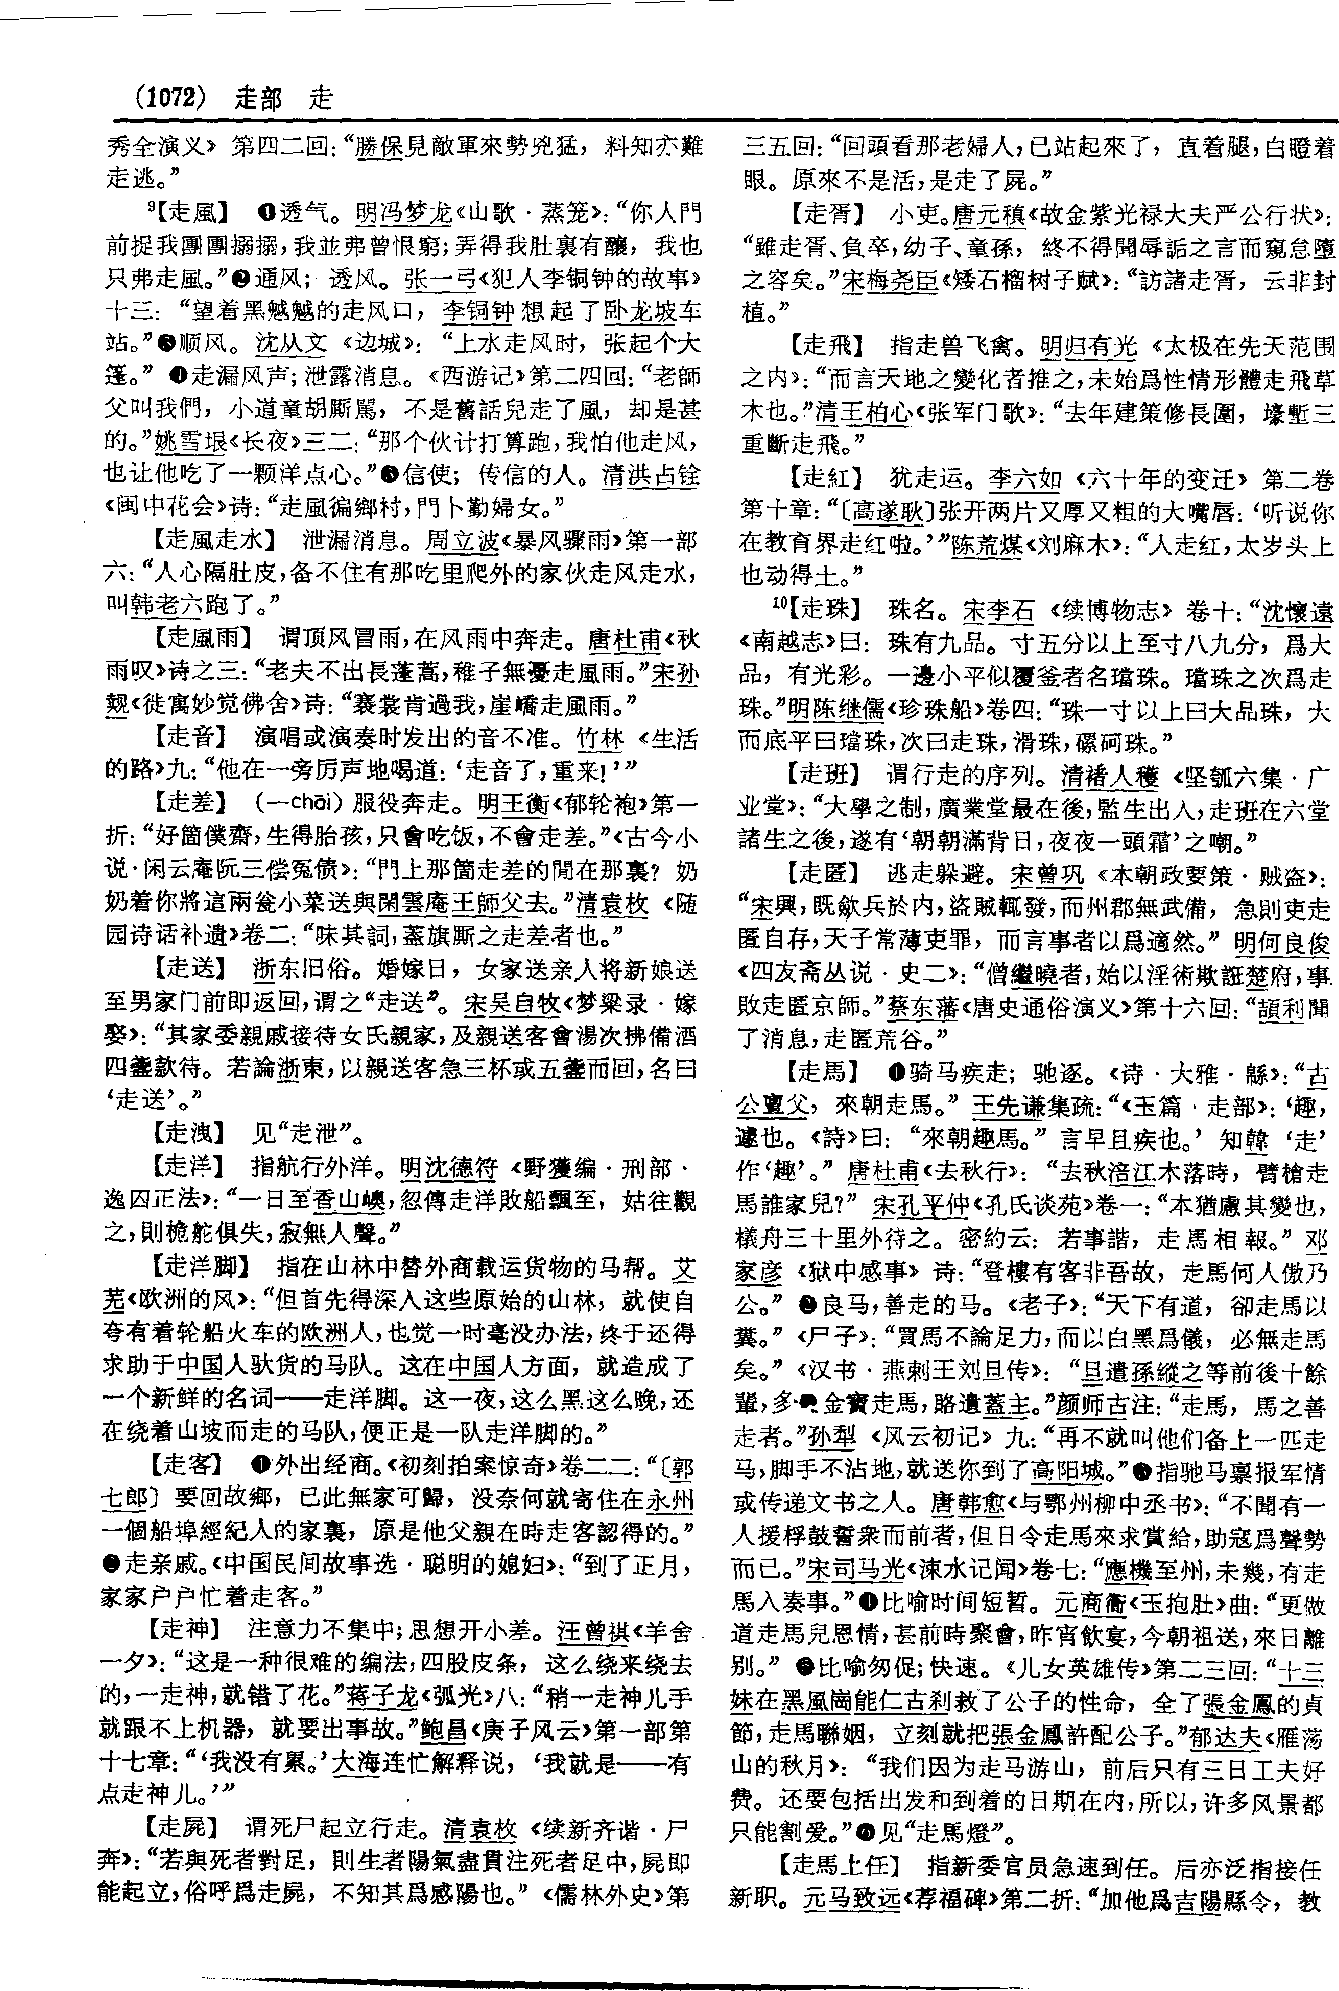 (1072) 走部 走
秀全演义》第四二回：“勝保見敵軍來勢兇猛，料知亦難
走逃。”
⁹【走風】 ❶透气。明冯梦龙《山歌·蒸笼》：“你人門
前捉我團團搦搦，我並弗曾恨窮；弄得我肚裏有釀，我也
只弗走風。”❷通风；透风。张一弓《犯人李铜钟的故事》
十三：“望着黑魆魆的走风口，李铜钟想起了卧龙坡车
站。”❸顺风。沈从文《边城》：“上水走风时，张起个大
篷。”❹走漏风声；泄露消息。《西游记》第二四回：“老師
父叫我們，小道童胡厮駡，不是舊話兒走了風，却是甚
的。”姚雪垠《长夜》三二：“那个伙计打算跑，我怕他走风，
也让他吃了一颗洋点心。”❺信使；传信的人。清洪占铨
《闽中花会》诗：“走風徧鄉村，門卜勤婦女。”
【走風走水】 泄漏消息。周立波《暴风骤雨》第一部
六：“人心隔肚皮，备不住有那吃里爬外的家伙走风走水，
叫韩老六跑了。”
【走風雨】 谓顶风冒雨，在风雨中奔走。唐杜甫《秋
雨叹》诗之三：“老夫不出長蓬蒿，稚子無憂走風雨。”宋孙
觌《徙寓妙觉佛舍》诗：“褰裳肯過我，崖嶠走風雨。”
【走音】 演唱或演奏时发出的音不准。竹林《生活
的路》九：“他在一旁厉声地喝道：‘走音了，重来！’”
【走差】 （—chāi）服役奔走。明王衡《郁轮袍》第一
折：“好箇僕齋，生得胎孩，只會吃饭，不會走差。”《古今小
说·闲云庵阮三偿冤债》：“門上那箇走差的閒在那裏？奶
奶着你將這兩瓮小菜送與閑雲庵王師父去。”清袁枚《随
园诗话补遗》卷二：“味其詞，蓋旗厮之走差者也。”
【走送】 浙东旧俗。婚嫁日，女家送亲人将新娘送
至男家门前即返回，谓之“走送”。宋吴自牧《梦粱录·嫁
娶》：“其家委親戚接待女氏親家，及親送客會湯次拂備酒
四盞款待。若論浙東，以親送客急三杯或五盞而回，名曰
‘走送’。”
【走洩】 见“走泄”。
【走洋】 指航行外洋。明沈德符《野獲编·刑部·
逸囚正法》：“一日至香山嶴，忽傳走洋敗船飄至，姑往觀
之，則桅舵俱失，寂無人聲。”
【走洋脚】 指在山林中替外商载运货物的马帮。艾
芜《欧洲的风》：“但首先得深入这些原始的山林，就使自
夸有着轮船火车的欧洲人，也觉一时毫没办法，终于还得
求助于中国人驮货的马队。这在中国人方面，就造成了
一个新鲜的名词——走洋脚。这一夜，这么黑这么晚，还
在绕着山坡而走的马队，便正是一队走洋脚的。”
【走客】 ❶外出经商。《初刻拍案惊奇》卷二二：“〔郭
七郎〕要回故鄉，已此無家可歸，没奈何就寄住在永州
一個船埠經紀人的家裏，原是他父親在時走客認得的。”
❷走亲戚。《中国民间故事选·聪明的媳妇》：“到了正月，
家家户户忙着走客。”
【走神】 注意力不集中；思想开小差。汪曾祺《羊舍
一夕》：“这是一种很难的编法，四股皮条，这么绕来绕去
的，一走神，就错了花。”蒋子龙《弧光》八：“稍一走神儿手
就跟不上机器，就要出事故。”鲍昌《庚子风云》第一部第
十七章：“‘我没有累。’大海连忙解释说，‘我就是——有
点走神儿。’”
【走屍】 谓死尸起立行走。清袁枚《续新齐谐·尸
奔》：“若與死者對足，則生者陽氣盡貫注死者足中，屍即
能起立，俗呼爲走屍，不知其爲感陽也。”《儒林外史》第
三五回：“回頭看那老婦人，已站起來了，直着腿，白瞪着
眼。原來不是活，是走了屍。”
【走胥】 小吏。唐元稹《故金紫光禄大夫严公行状》：
“雖走胥、負卒，幼子、童孫，終不得聞辱詬之言而窺怠墮
之容矣。”宋梅尧臣《矮石榴树子赋》：“訪諸走胥，云非封
植。”
【走飛】 指走兽飞禽。明归有光《太极在先天范围
之内》：“而言天地之變化者推之，未始爲性情形體走飛草
木也。”清王柏心《张军门歌》：“去年建策修長圍，壕塹三
重斷走飛。”
【走紅】 犹走运。李六如《六十年的变迁》第二卷
第十章：“〔高遂耿〕张开两片又厚又粗的大嘴唇：‘听说你
在教育界走红啦。’”陈荒煤《刘麻木》：“人走红，太岁头上
也动得土。”
¹⁰【走珠】 珠名。宋李石《续博物志》卷十：“沈懷遠
《南越志》曰：珠有九品。寸五分以上至寸八九分，爲大
品，有光彩。一邊小平似覆釜者名璫珠。璫珠之次爲走
珠。”明陈继儒《珍珠船》卷四：“珠一寸以上曰大品珠，大
而底平曰璫珠，次曰走珠，滑珠，磥砢珠。”
【走班】 谓行走的序列。清褚人穫《坚瓠六集·广
业堂》：“大學之制，廣業堂最在後，監生出入，走班在六堂
諸生之後，遂有‘朝朝滿背日，夜夜一頭霜’之嘲。”
【走匿】 逃走躲避。宋曾巩《本朝政要策·贼盗》：
“宋興，既歛兵於内，盗賊輒發，而州郡無武備，急則吏走
匿自存，天子常薄吏罪，而言事者以爲適然。”明何良俊
《四友斋丛说·史二》：“僧繼曉者，始以淫術欺誑楚府，事
敗走匿京師。”蔡东藩《唐史通俗演义》第十六回：“頡利聞
了消息，走匿荒谷。”
【走馬】 ❶骑马疾走；驰逐。《诗·大雅·緜》：“古
公亶父，來朝走馬。”王先谦集疏：“《玉篇·走部》：‘趣，
遽也。《詩》曰：“來朝趣馬。”言早且疾也。’知韓‘走’
作‘趣’。”唐杜甫《去秋行》：“去秋涪江木落時，臂槍走
馬誰家兒？”宋孔平仲《孔氏谈苑》卷一：“本猶慮其變也，
檥舟三十里外待之。密約云：若事諧，走馬相報。”邓
家彦《狱中感事》诗：“登樓有客非吾故，走馬何人傲乃
公。”❷良马，善走的马。《老子》：“天下有道，卻走馬以
糞。”《尸子》：“買馬不論足力，而以白黑爲儀，必無走馬
矣。”《汉书·燕剌王刘旦传》：“旦遣孫縱之等前後十餘
輩，多金寶走馬，賂遺蓋主。”颜师古注：“走馬，馬之善
走者。”孙犁《风云初记》九：“再不就叫他们备上一匹走
马，脚手不沾地，就送你到了高阳城。”❸指驰马禀报军情
或传递文书之人。唐韩愈《与鄂州柳中丞书》：“不聞有一
人援桴鼓誓衆而前者，但日令走馬來求賞給，助寇爲聲勢
而已。”宋司马光《涑水记闻》卷七：“應機至州，未幾，有走
馬入奏事。”❹比喻时间短暂。元商衟《玉抱肚》曲：“更做
道走馬兒恩情，甚前時聚會，昨宵飲宴，今朝祖送，來日離
别。”❺比喻匆促；快速。《儿女英雄传》第二三回：“十三
妹在黑風崗能仁古刹救了公子的性命，全了張金鳳的貞
節，走馬聯姻，立刻就把張金鳳許配公子。”郁达夫《雁荡
山的秋月》：“我们因为走马游山，前后只有三日工夫好
费。还要包括出发和到着的日期在内，所以，许多风景都
只能割爱。”❻见“走馬燈”。
【走馬上任】 指新委官员急速到任。后亦泛指接任
新职。元马致远《荐福碑》第二折：“加他爲吉陽縣令，教